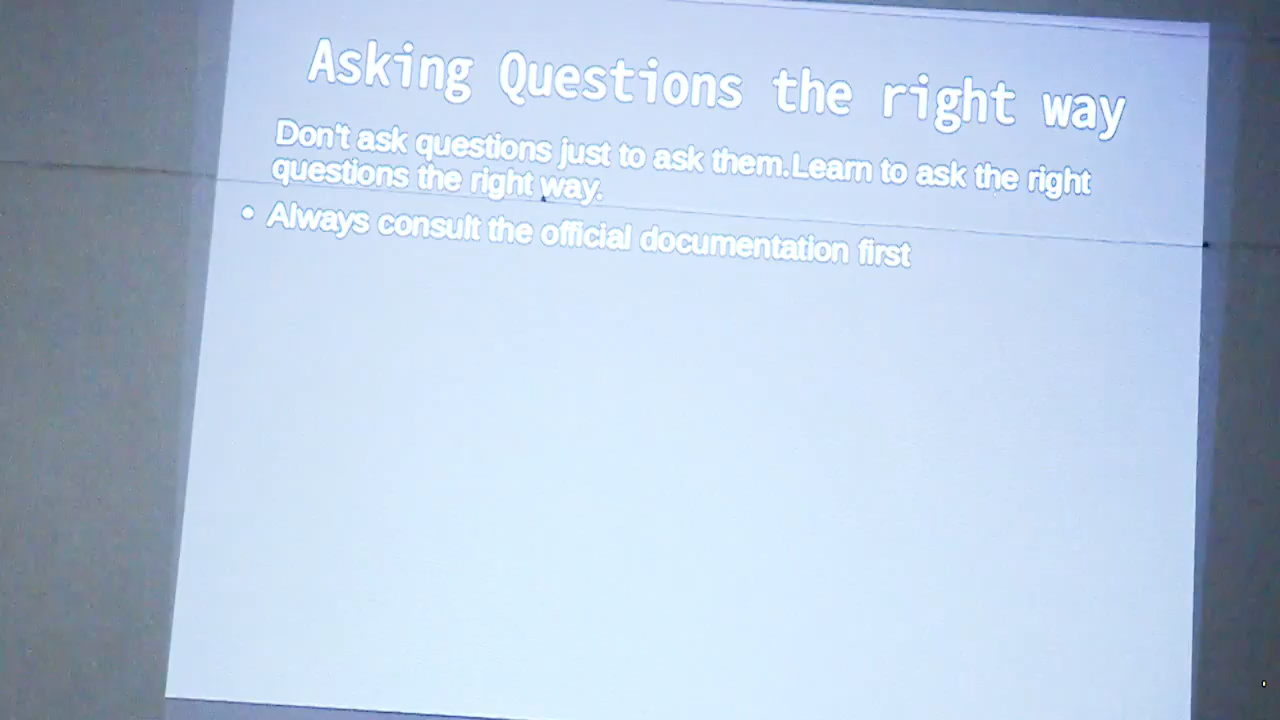 Asking Questions the right way
Don't ask questions just to ask them.Learn to ask the right
questions the right way.
• Always consult the official documentation first